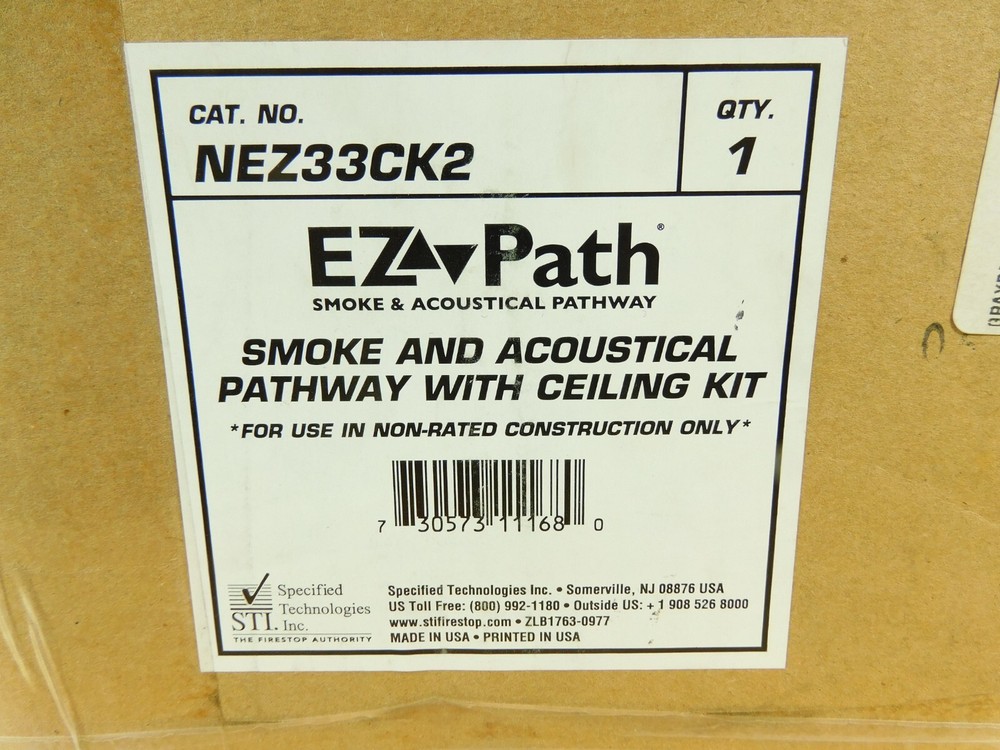 CAT. NO.
NEZ33CK2
QTY.
1
EZ Path®
SMOKE & ACOUSTICAL PATHWAY
SMOKE AND ACOUSTICAL
PATHWAY WITH CEILING KIT
*FOR USE IN NON-RATED CONSTRUCTION ONLY*
7 30573 11168 0
STI.
Specified
Technologies
Inc.
THE FIRESTOP AUTHORITY
Specified Technologies Inc. • Somerville, NJ 08876 USA
US Toll Free: (800) 992-1180 • Outside US: + 1 908 526 8000
www.stifirestop.com • ZLB1763-0977
MADE IN USA • PRINTED IN USA